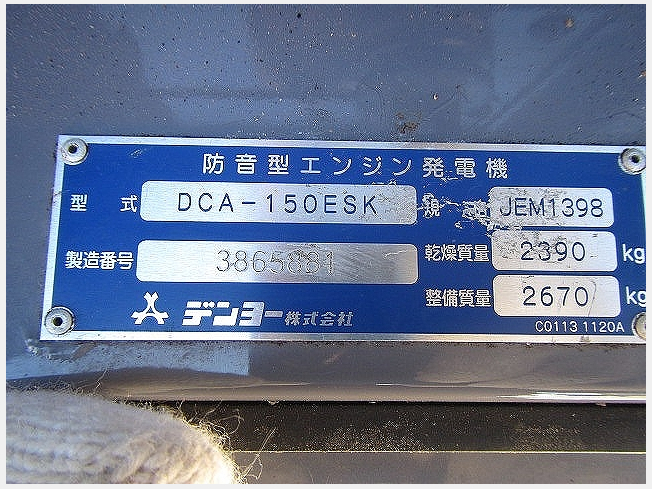 防音型エンジン発電機
型式 DCA-150ESK 規 JEM1398
製造番号 3865881 乾燥質量 2390 kg
整備質量 2670 kg
デンヨー株式会社
C0113 1120A